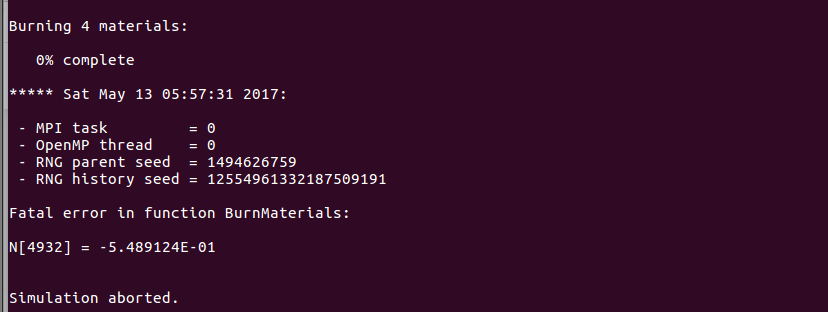 Burning 4 materials:
0% complete
***** Sat May 13 05:57:31 2017:
- MPI task = 0
- OpenMP thread = 0
- RNG parent seed = 1494626759
- RNG history seed = 12554961332187509191
Fatal error in function BurnMaterials:
N[4932] = -5.489124E-01
Simulation aborted.